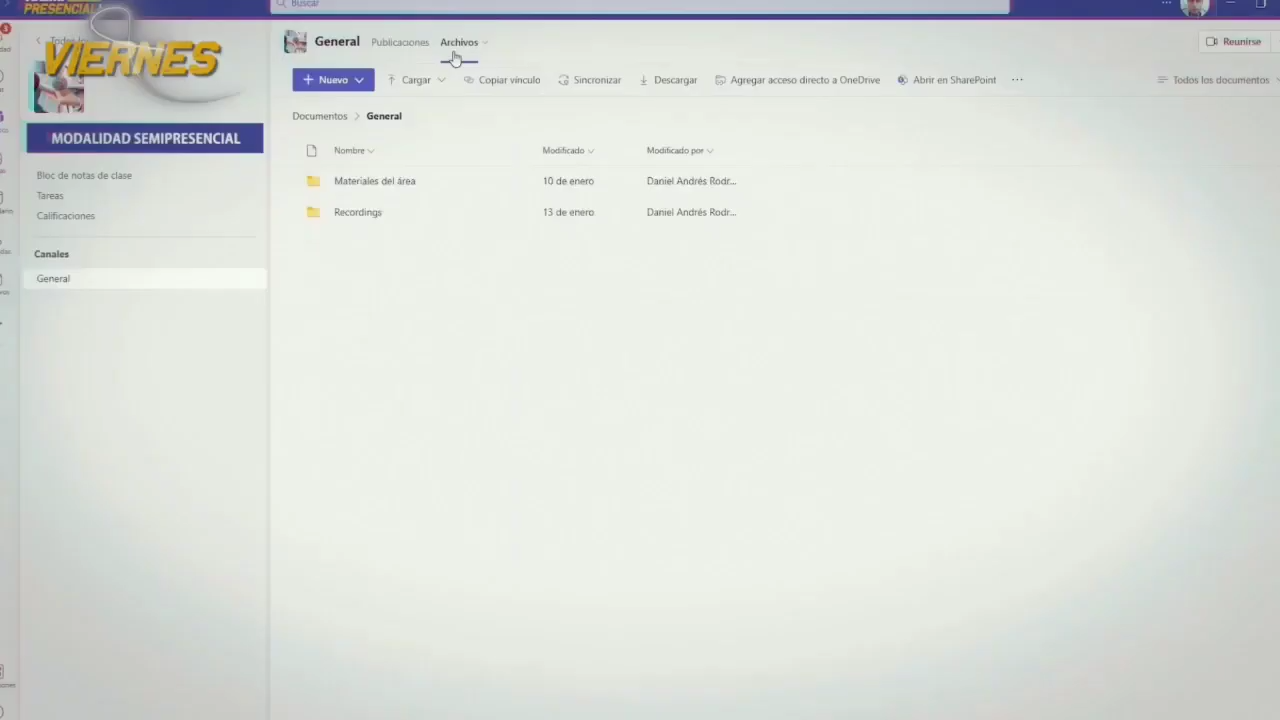 PRESENCIAL
Buscar
VIERNES
General Publicaciones Archivos
Reunirse
Nuevo Cargar Copiar vínculo Sincronizar Descargar Agregar acceso directo a OneDrive Abrir en SharePoint ... Todos los documentos
MODALIDAD SEMIPRESENCIAL
Documentos > General
Nombre Modificado Modificado por
Bloc de notas de clase
Materiales del área 10 de enero Daniel Andrés Rodr...
Tareas
Recordings 13 de enero Daniel Andrés Rodr...
Calificaciones
Canales
General